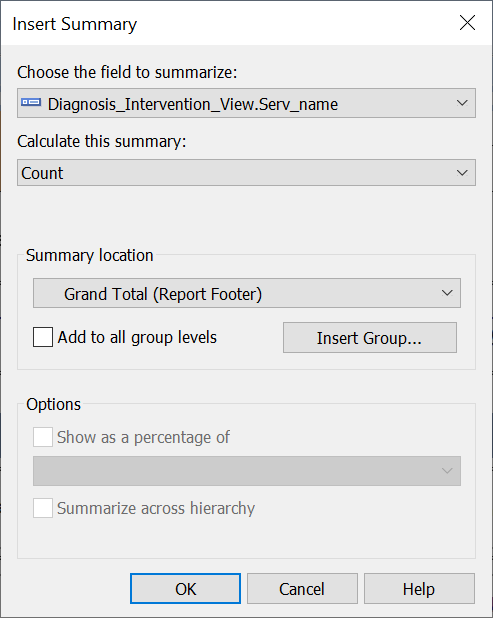 Insert Summary
Choose the field to summarize:
Diagnosis_Intervention_View.Serv_name
Calculate this summary:
Count
Summary location
Grand Total (Report Footer)
Add to all group levels
Insert Group...
Options
Show as a percentage of
Summarize across hierarchy
OK
Cancel
Help